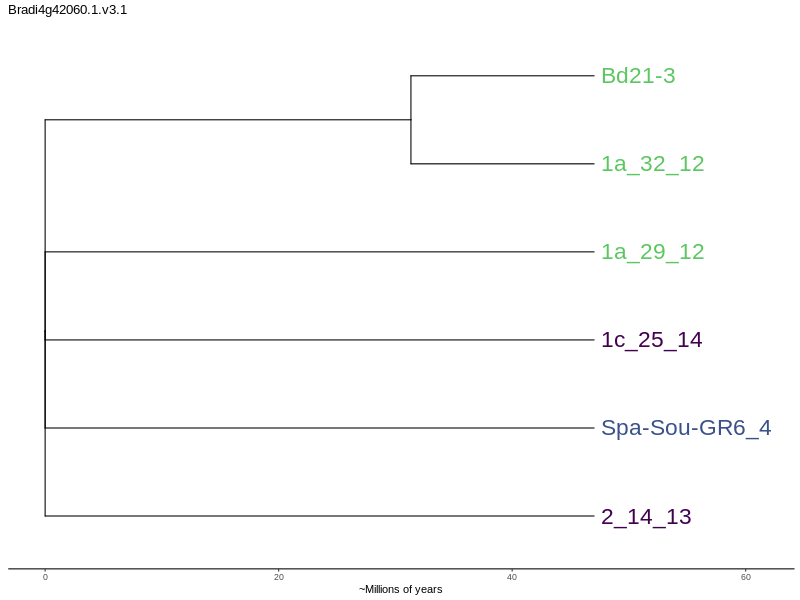 Bradi4g42060.1.v3.1
Bd21-3
1a_32_12
1a_29_12
1c_25_14
Spa-Sou-GR6_4
2_14_13
0 20 40 60
~Millions of years